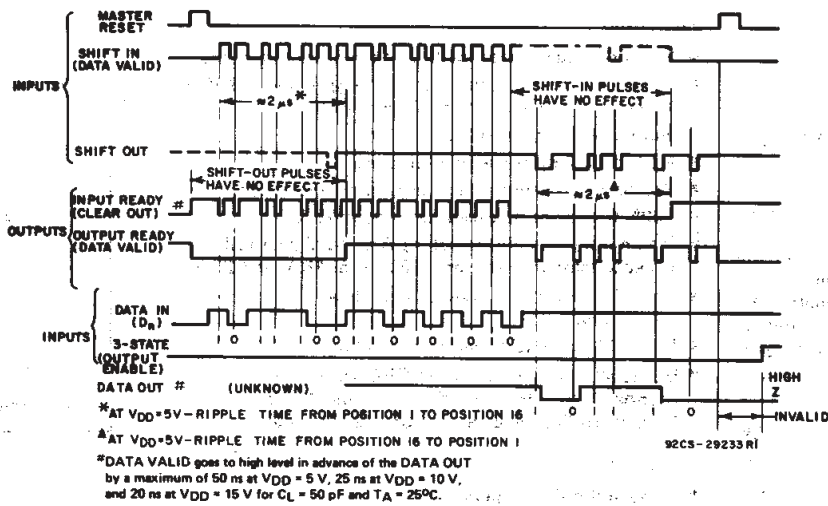 MASTER
RESET
SHIFT IN
(DATA VALID)
INPUTS
SHIFT-IN PULSES
HAVE NO EFFECT
≈2 μs*
SHIFT OUT
SHIFT-OUT PULSES
HAVE NO EFFECT
≈2 μs▲
INPUT READY #
(CLEAR OUT)
OUTPUTS
OUTPUT READY
(DATA VALID)
DATA IN
(Dn)
INPUTS
1 0 1 1 0 0 1 0 1 0 1 0
3-STATE
(OUTPUT
ENABLE)
HIGH
Z
DATA OUT # (UNKNOWN)
1 0 1 1 1 0
INVALID
*AT VDD=5V-RIPPLE TIME FROM POSITION 1 TO POSITION 16
▲AT VDD=5V-RIPPLE TIME FROM POSITION 16 TO POSITION 1
92CS-29233R1
#DATA VALID goes to high level in advance of the DATA OUT
by a maximum of 50 ns at VDD = 5 V, 25 ns at VDD = 10 V,
and 20 ns at VDD = 15 V for CL = 50 pF and TA = 25°C.